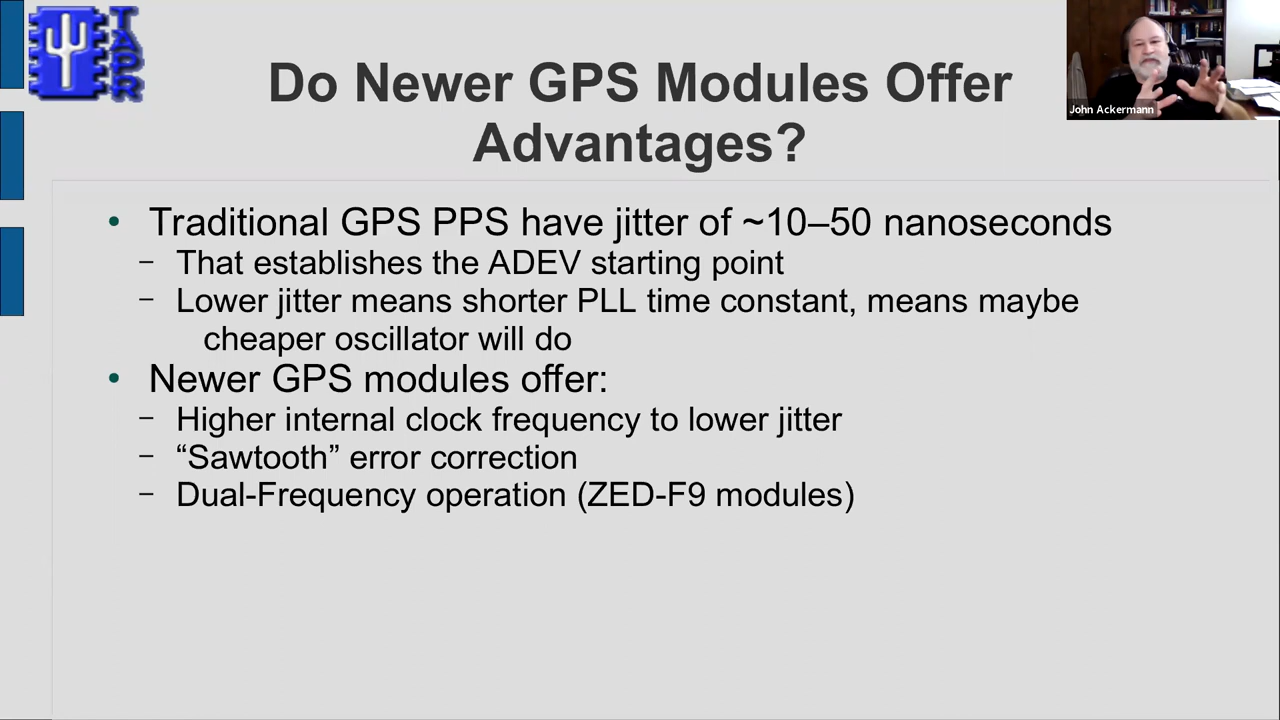 TAPR
John Ackermann
Do Newer GPS Modules Offer
Advantages?
• Traditional GPS PPS have jitter of ~10–50 nanoseconds
– That establishes the ADEV starting point
– Lower jitter means shorter PLL time constant, means maybe
cheaper oscillator will do
• Newer GPS modules offer:
– Higher internal clock frequency to lower jitter
– “Sawtooth” error correction
– Dual-Frequency operation (ZED-F9 modules)